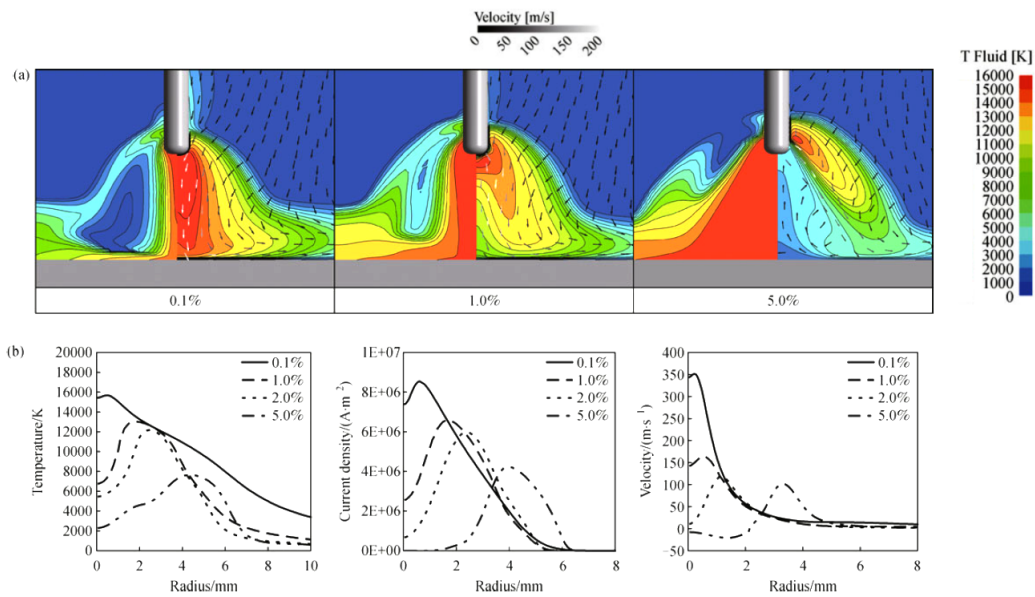 Velocity [m/s]
0 50 100 150 200
(a)
T Fluid [K]
16000
15000
14000
13000
12000
11000
10000
9000
8000
7000
6000
5000
4000
3000
2000
1000
0
0.1% 1.0% 5.0%
(b)
20000
18000
16000
14000
12000
10000
8000
6000
4000
2000
0
Temperature/K
0.1%
1.0%
2.0%
5.0%
0 2 4 6 8 10
Radius/mm
1E+07
8E+06
6E+06
4E+06
2E+06
0E+00
Current density/(A·m⁻²)
0.1%
1.0%
2.0%
5.0%
0 2 4 6 8
Radius/mm
400
350
300
250
200
150
100
50
0
−50
Velocity/(m·s⁻¹)
0.1%
1.0%
2.0%
5.0%
0 2 4 6 8
Radius/mm